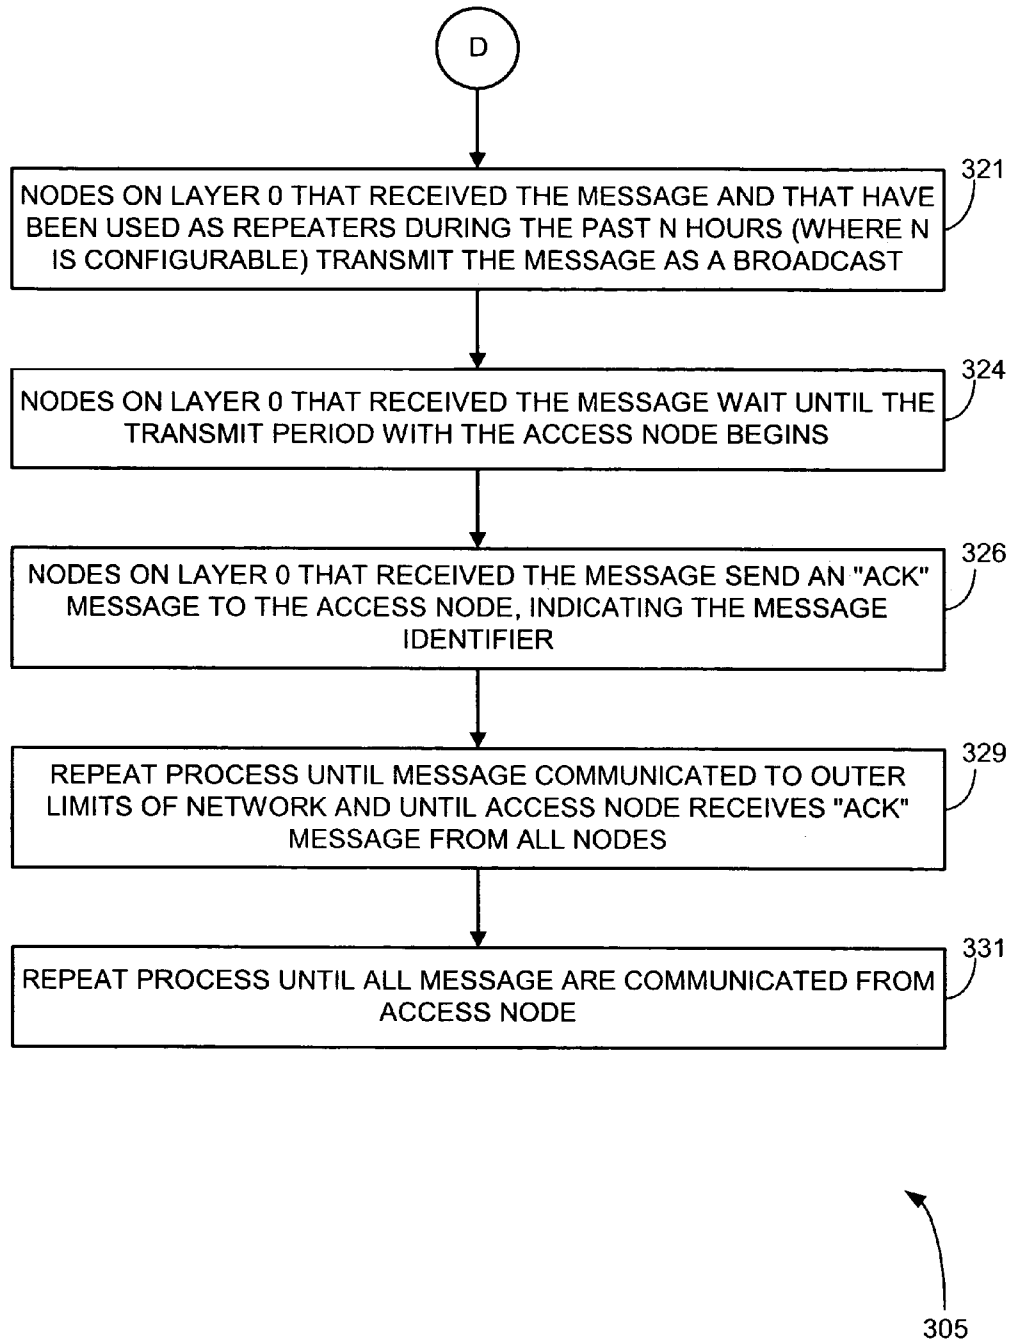 D
321
NODES ON LAYER 0 THAT RECEIVED THE MESSAGE AND THAT HAVE
BEEN USED AS REPEATERS DURING THE PAST N HOURS (WHERE N
IS CONFIGURABLE) TRANSMIT THE MESSAGE AS A BROADCAST
324
NODES ON LAYER 0 THAT RECEIVED THE MESSAGE WAIT UNTIL THE
TRANSMIT PERIOD WITH THE ACCESS NODE BEGINS
326
NODES ON LAYER 0 THAT RECEIVED THE MESSAGE SEND AN "ACK"
MESSAGE TO THE ACCESS NODE, INDICATING THE MESSAGE
IDENTIFIER
329
REPEAT PROCESS UNTIL MESSAGE COMMUNICATED TO OUTER
LIMITS OF NETWORK AND UNTIL ACCESS NODE RECEIVES "ACK"
MESSAGE FROM ALL NODES
331
REPEAT PROCESS UNTIL ALL MESSAGE ARE COMMUNICATED FROM
ACCESS NODE
305